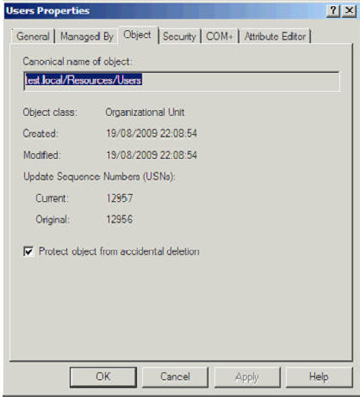 Users Properties
General Managed By Object Security COM+ Attribute Editor
Canonical name of object:
test.local/Resources/Users
Object class: Organizational Unit
Created: 19/08/2009 22:08:54
Modified: 19/08/2009 22:08:54
Update Sequence Numbers (USNs):
Current: 12957
Original: 12956
Protect object from accidental deletion
OK Cancel Apply Help